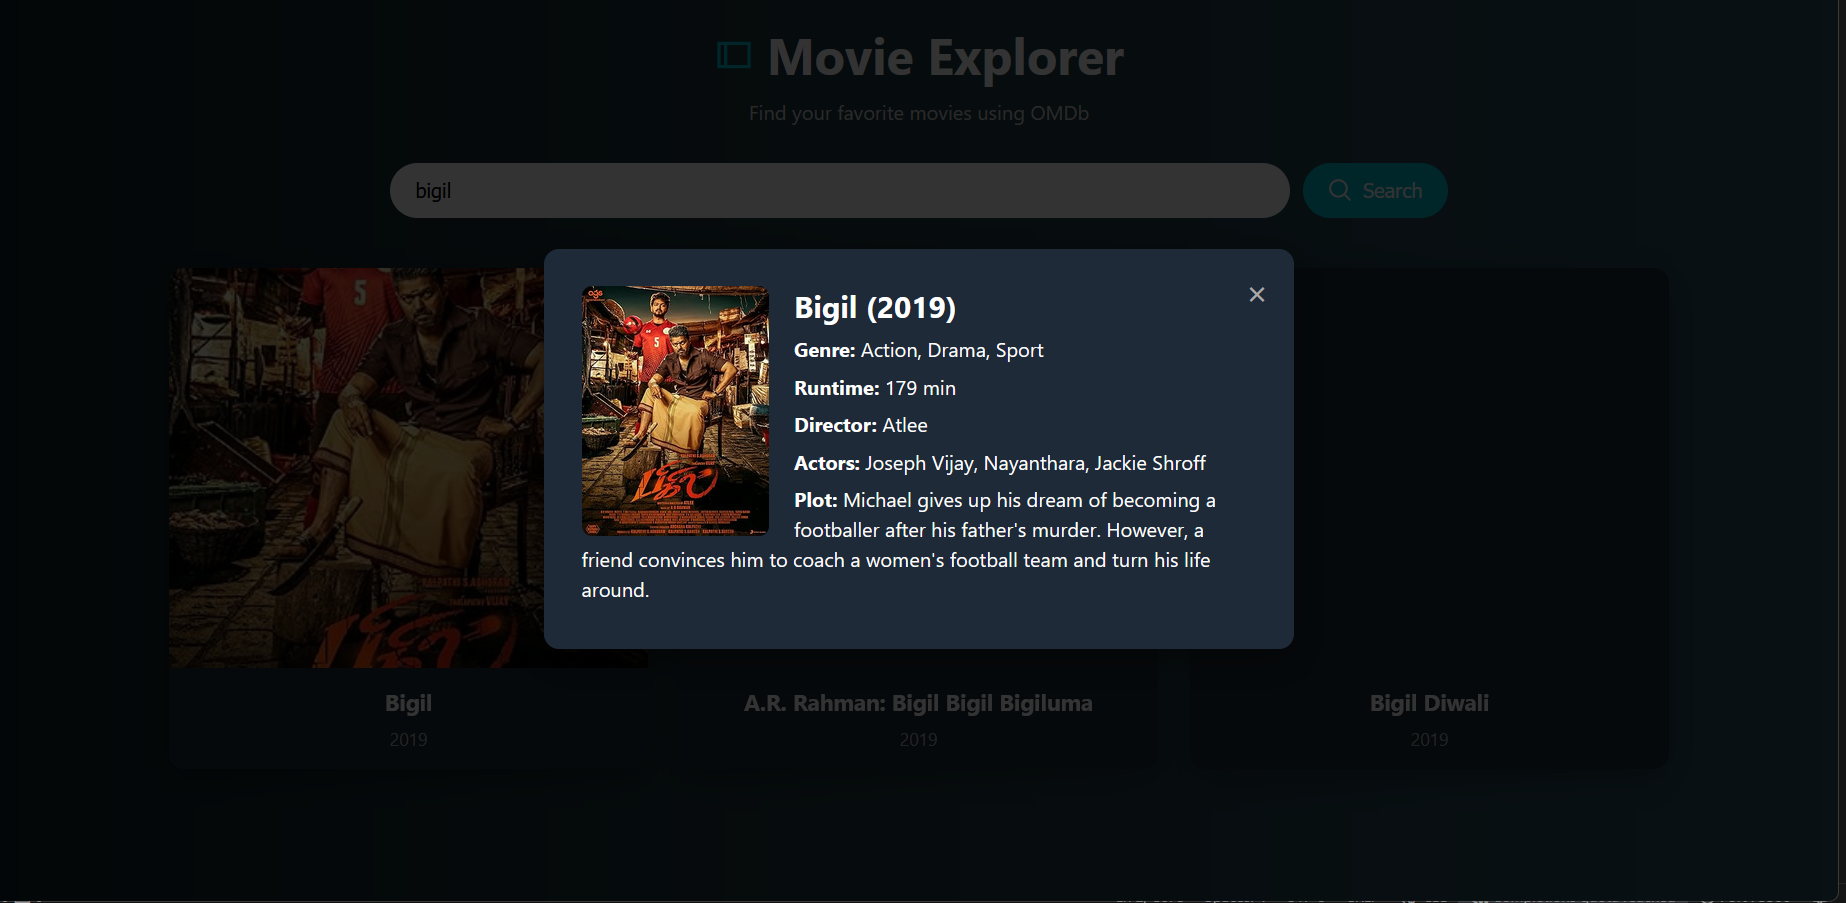 Movie Explorer
Find your favorite movies using OMDb
bigil
Search
5
×
Bigil (2019)
Genre: Action, Drama, Sport
Runtime: 179 min
Director: Atlee
Actors: Joseph Vijay, Nayanthara, Jackie Shroff
Plot: Michael gives up his dream of becoming a
footballer after his father's murder. However, a
friend convinces him to coach a women's football team and turn his life
around.
5
பிகில்
Bigil
2019
A.R. Rahman: Bigil Bigil Bigiluma
2019
Bigil Diwali
2019